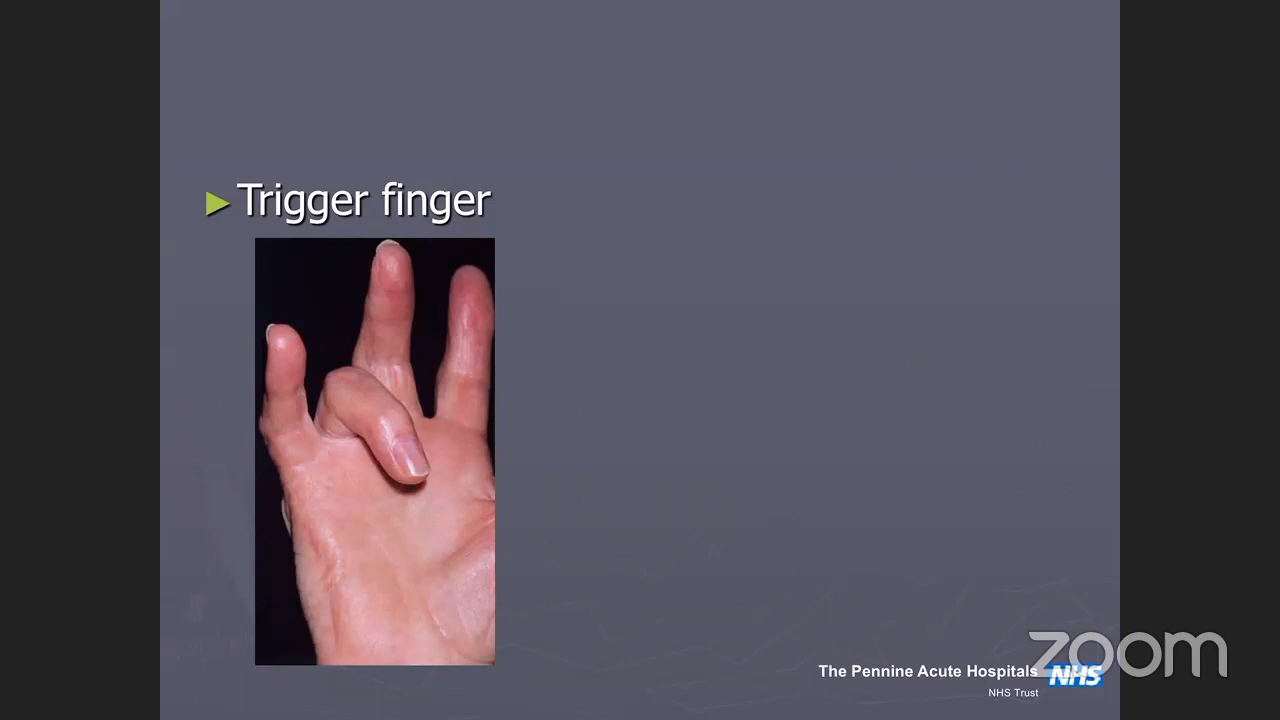 Trigger finger
The Pennine Acute Hospitals
NHS
NHS Trust
zoom